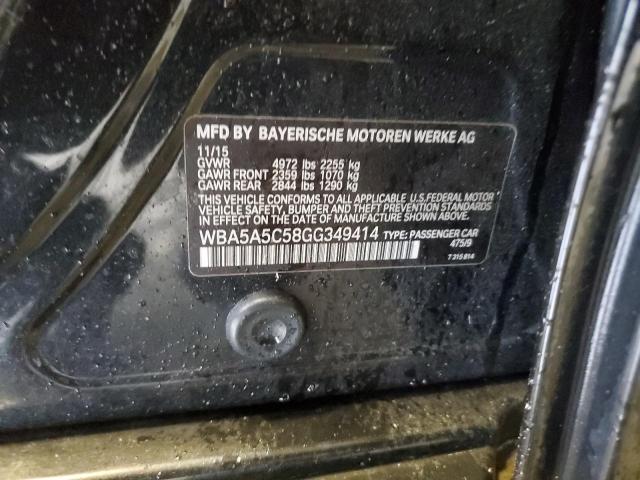 MFD BY BAYERISCHE MOTOREN WERKE AG
11/15
GVWR 4972 lbs 2255 kg
GAWR FRONT 2359 lbs 1070 kg
GAWR REAR 2844 lbs 1290 kg
THIS VEHICLE CONFORMS TO ALL APPLICABLE U.S.FEDERAL MOTOR
VEHICLE SAFETY, BUMPER AND THEFT PREVENTION STANDARDS
IN EFFECT ON THE DATE OF MANUFACTURE SHOWN ABOVE.
WBA5A5C58GG349414 TYPE: PASSENGER CAR
475/9
7 315 814